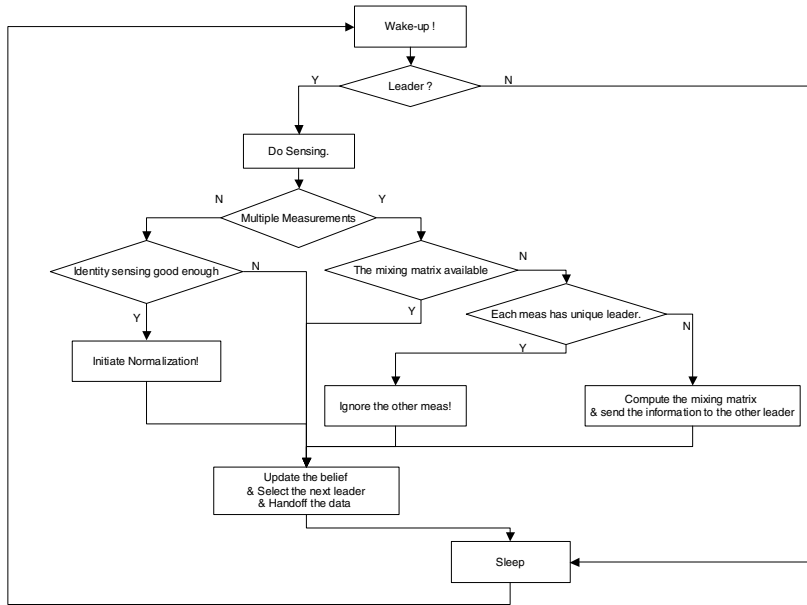 Wake-up !
Leader ?
Y
N
Do Sensing.
N
Y
Multiple Measurements
Identity sensing good enough
N
The mixing matrix available
N
Y
Y
Each meas has unique leader.
N
Y
Initiate Normalization!
Ignore the other meas!
Compute the mixing matrix
& send the information to the other leader
Update the belief
& Select the next leader
& Handoff the data
Sleep